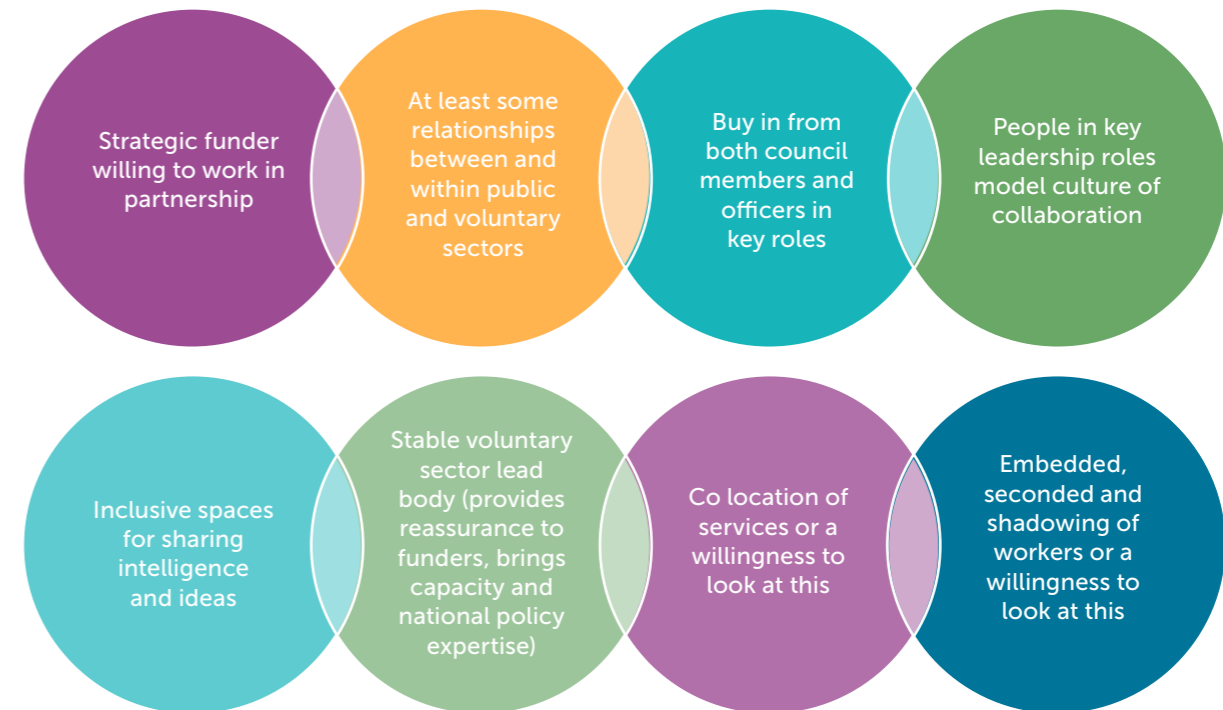 Strategic funder
willing to work in
partnership
At least some
relationships
between and
within public
and voluntary
sectors
Buy in from
both council
members and
officers in
key roles
People in key
leadership roles
model culture of
collaboration
Inclusive spaces
for sharing
intelligence
and ideas
Stable voluntary
sector lead
body (provides
reassurance to
funders, brings
capacity and
national policy
expertise)
Co location of
services or a
willingness to
look at this
Embedded,
seconded and
shadowing of
workers or a
willingness to
look at this